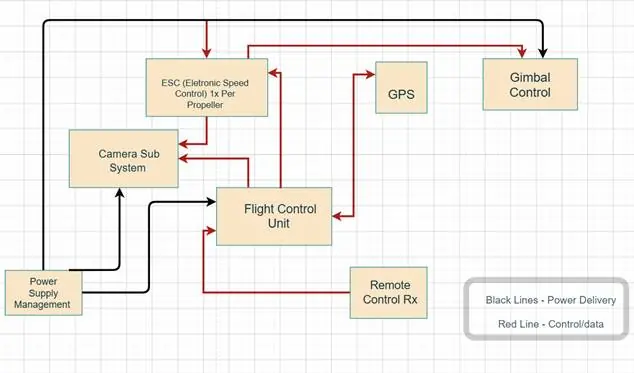 ESC (Eletronic Speed
Control) 1x Per
Propeller
GPS
Gimbal
Control
Camera Sub
System
Flight Control
Unit
Power
Supply
Management
Remote
Control Rx
Black Lines - Power Delivery
Red Line - Control/data